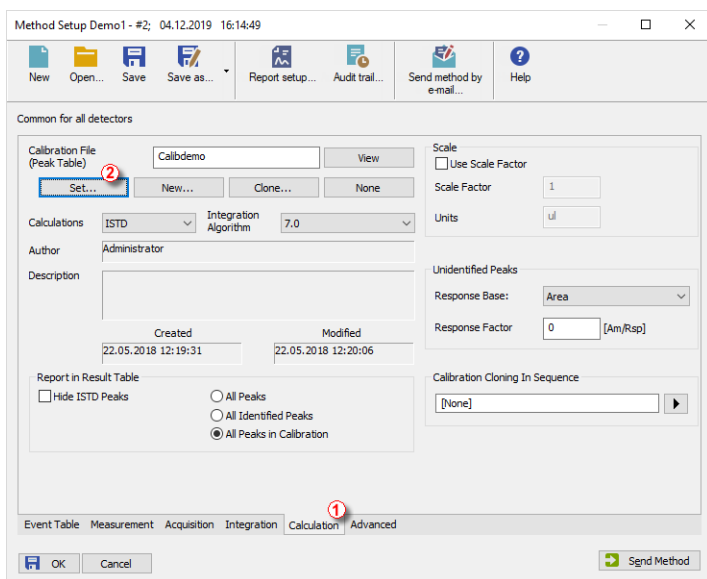 Method Setup Demo1 - #2; 04.12.2019 16:14:49
New Open... Save Save as... Report setup... Audit trail... Send method by e-mail... Help
Common for all detectors
Calibration File
(Peak Table)
Calibdemo
View
2
Set... New... Clone... None
Calculations ISTD Integration Algorithm 7.0
Author Administrator
Description
Created Modified
22.05.2018 12:19:31 22.05.2018 12:20:06
Report in Result Table
Hide ISTD Peaks
All Peaks
All Identified Peaks
All Peaks in Calibration
Scale
Use Scale Factor
Scale Factor 1
Units ul
Unidentified Peaks
Response Base: Area
Response Factor 0 [Am/Rsp]
Calibration Cloning In Sequence
[None]
1
Event Table Measurement Acquisition Integration Calculation Advanced
OK Cancel Send Method